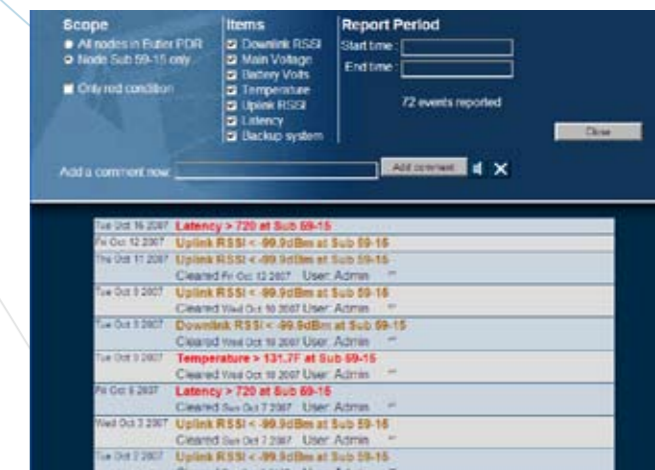 Scope
All nodes in Butler PDR
Node Sub 59-15 only
Only red condition
Items
Downlink RSSI
Main Voltage
Battery Volts
Temperature
Uplink RSSI
Latency
Backup system
Report Period
Start time :
End time :
72 events reported
Close
Add a comment now:
Add comment
Tue Oct 16 2007 Latency > 720 at Sub 59-15
Fri Oct 12 2007 Uplink RSSI < -99.9dBm at Sub 59-15
Thu Oct 11 2007 Uplink RSSI < -99.9dBm at Sub 59-15
Cleared Fri Oct 12 2007 User: Admin ""
Tue Oct 9 2007 Uplink RSSI < -99.9dBm at Sub 59-15
Cleared Wed Oct 10 2007 User: Admin ""
Tue Oct 9 2007 Downlink RSSI < -99.9dBm at Sub 59-15
Cleared Wed Oct 10 2007 User: Admin ""
Tue Oct 9 2007 Temperature > 131.7F at Sub 59-15
Cleared Wed Oct 10 2007 User: Admin ""
Fri Oct 5 2007 Latency > 720 at Sub 59-15
Cleared Sun Oct 7 2007 User: Admin ""
Wed Oct 3 2007 Uplink RSSI < -99.9dBm at Sub 59-15
Cleared Sun Oct 7 2007 User: Admin ""
Tue Oct 2 2007 Uplink RSSI < -99.9dBm at Sub 59-15